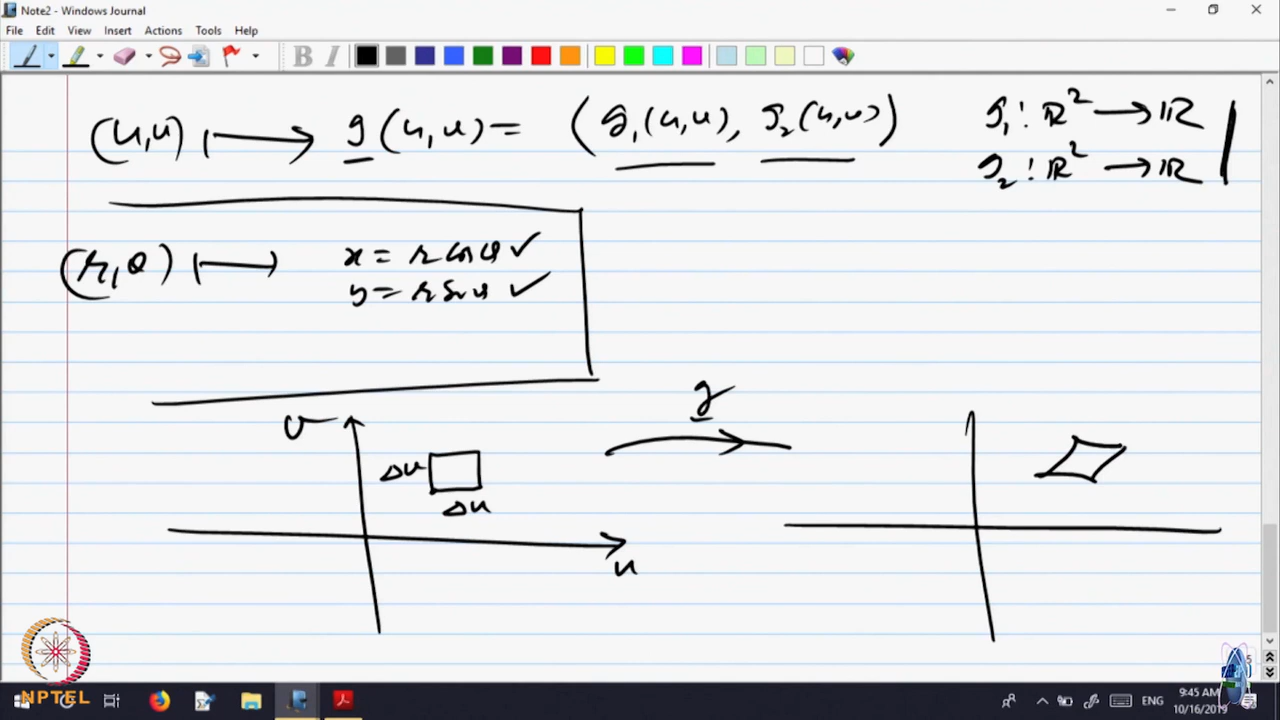 Note2 - Windows Journal
File Edit View Insert Actions Tools Help
B I
(u,v) ⟼ g(u,v) = (g₁(u,v), g₂(u,v)) g₁ : ℝ² → ℝ
g₂ : ℝ² → ℝ
(r,θ) ⟼ x = r cos θ ✓
y = r sin θ ✓
g
v
Δv
Δu
u
NPTEL
ENG
9:45 AM
10/16/2019